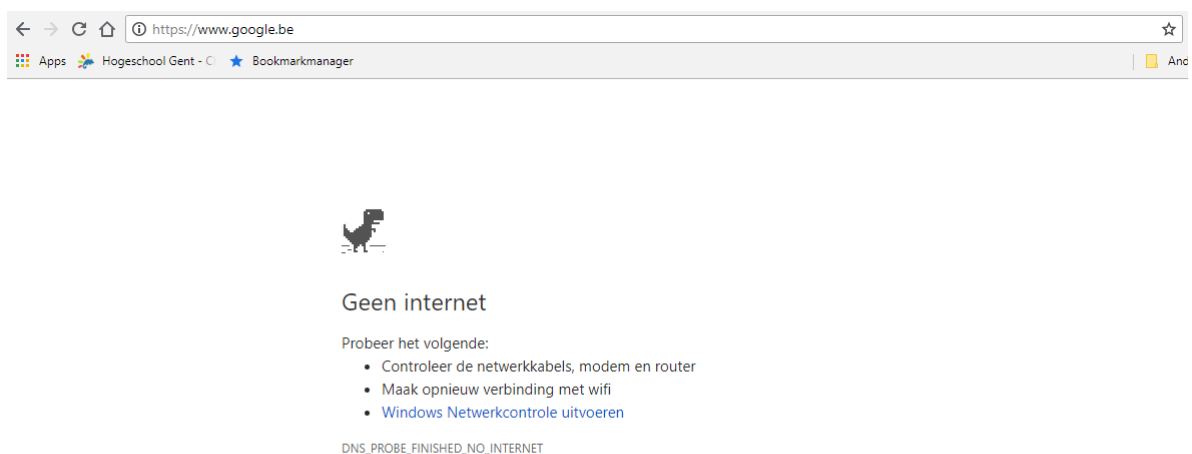 https://www.google.be
Apps Hogeschool Gent - C Bookmarkmanager And
Geen internet
Probeer het volgende:
• Controleer de netwerkkabels, modem en router
• Maak opnieuw verbinding met wifi
• Windows Netwerkcontrole uitvoeren
DNS_PROBE_FINISHED_NO_INTERNET